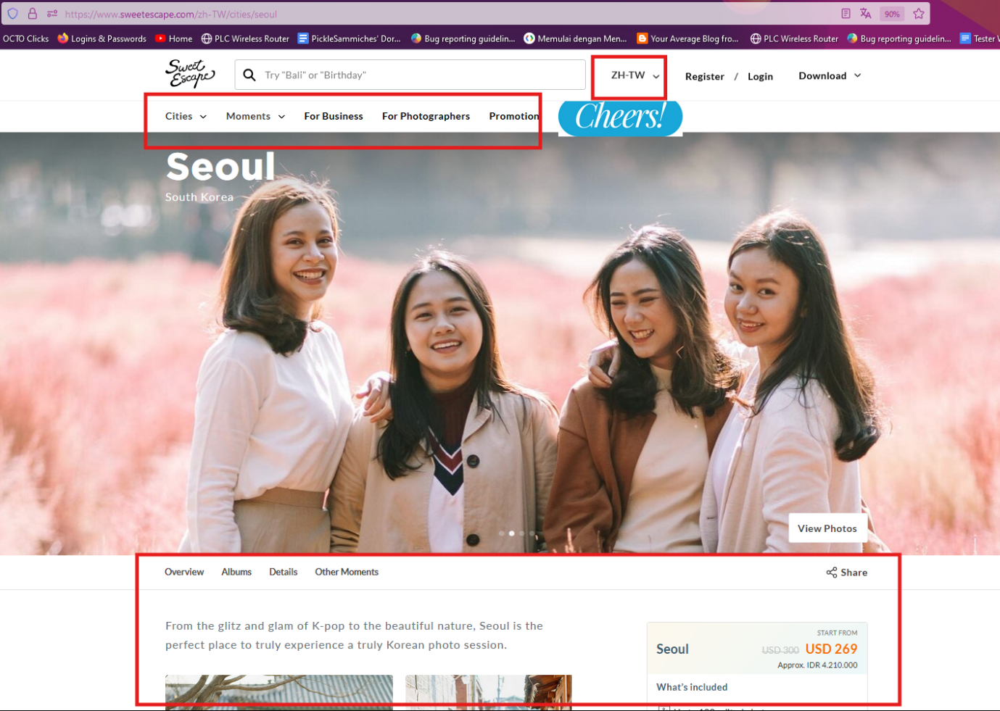 https://www.sweetescape.com/zh-TW/cities/seoul
90%
OCTO Clicks Logins & Passwords Home PLC Wireless Router PickleSammiches' Dor... Bug reporting guidelin... Memulai dengan Men... Your Average Blog fro... PLC Wireless Router Bug reporting guidelin... Tester
Sweet
Escape
Try "Bali" or "Birthday"
ZH-TW
Register / Login
Download
Cities Moments For Business For Photographers Promotion
Cheers!
Seoul
South Korea
View Photos
Overview Albums Details Other Moments
Share
From the glitz and glam of K-pop to the beautiful nature, Seoul is the
perfect place to truly experience a truly Korean photo session.
START FROM
Seoul USD 300 USD 269
Approx. IDR 4.210.000
What's included